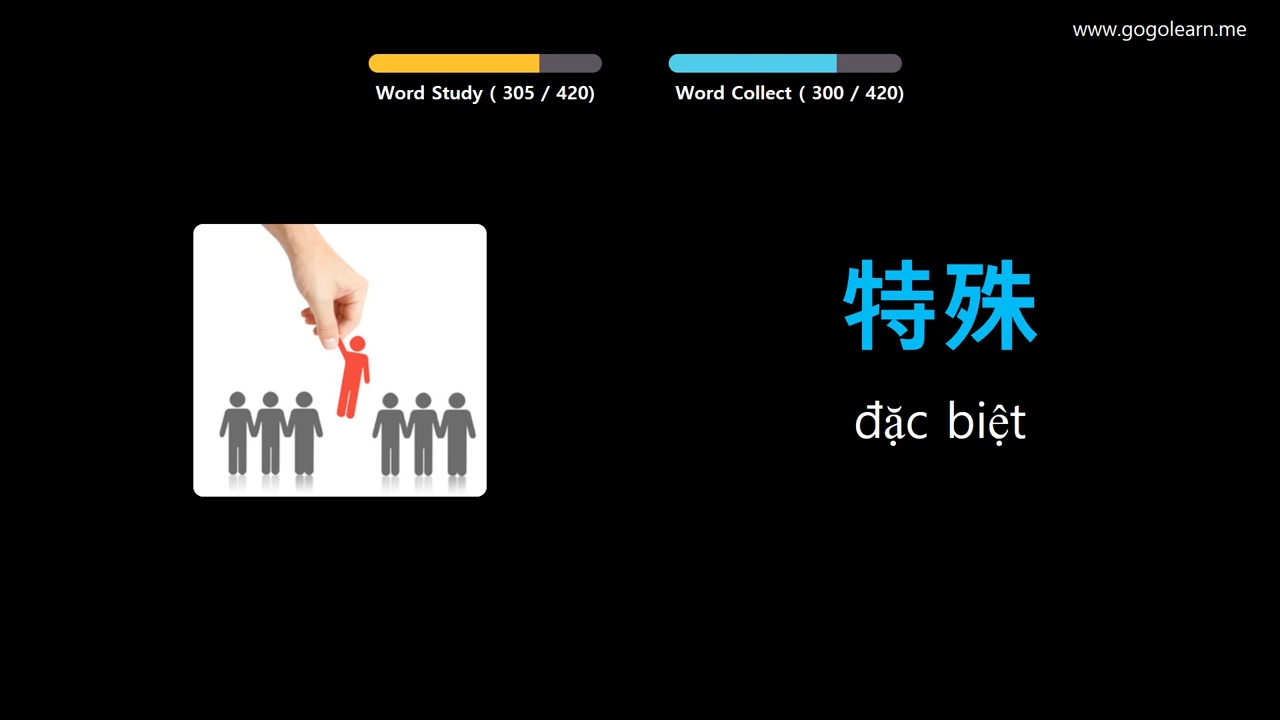 www.gogolearn.me
Word Study ( 305 / 420)
Word Collect ( 300 / 420)
特殊
đặc biệt